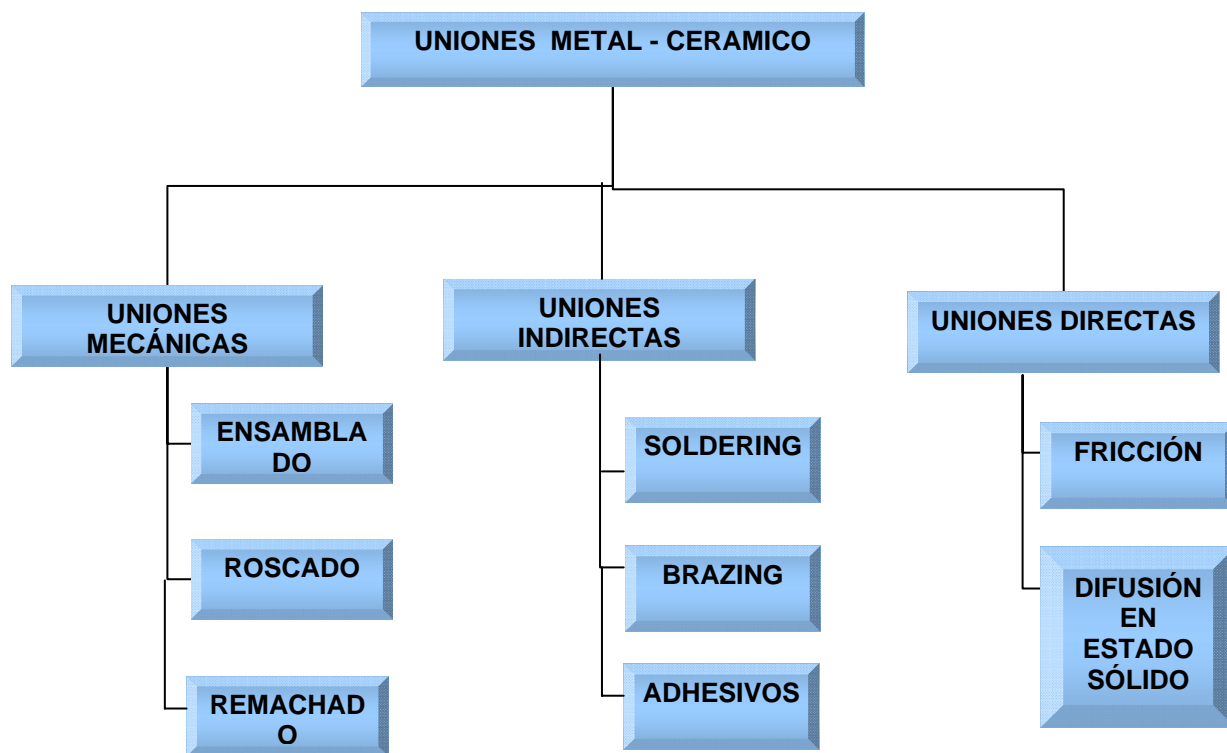 UNIONES METAL - CERAMICO
UNIONES
MECÁNICAS
ENSAMBLA
DO
ROSCADO
REMACHAD
O
UNIONES
INDIRECTAS
SOLDERING
BRAZING
ADHESIVOS
UNIONES DIRECTAS
FRICCIÓN
DIFUSIÓN
EN
ESTADO
SÓLIDO